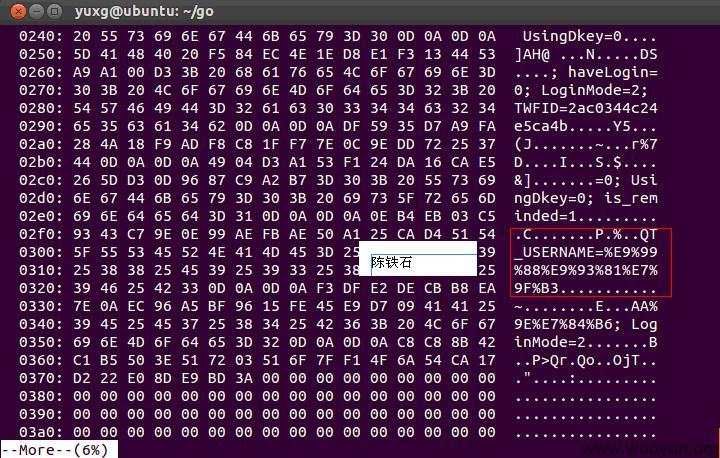 yuxg@ubuntu: ~/go
0240: 20 55 73 69 6E 67 44 6B 65 79 3D 30 0D 0A 0D 0A UsingDkey=0....
0250: 5D 41 48 40 20 F5 84 EC 4E 1E D8 E1 F3 13 44 53 ]AH@ ...N.....DS
0260: A9 A1 00 D3 3B 20 68 61 76 65 4C 6F 67 69 6E 3D ....; haveLogin=
0270: 30 3B 20 4C 6F 67 69 6E 4D 6F 64 65 3D 32 3B 20 0; LoginMode=2;
0280: 54 57 46 49 44 3D 32 61 63 30 33 34 34 63 32 34 TWFID=2ac0344c24
0290: 65 35 63 61 34 62 0D 0A 0D 0A DF 59 35 D7 A9 FA e5ca4b.....Y5...
02a0: 28 4A 18 F9 AD F8 C8 1F F7 7E 0C 9E DD 72 25 37 (J.......~...r%7
02b0: 44 0D 0A 0D 0A 49 04 D3 A1 53 F1 24 DA 16 CA E5 D....I...S.$....
02c0: 26 5D D3 0D 96 87 C9 A2 B7 3D 30 3B 20 55 73 69 &].......=0; Usi
02d0: 6E 67 44 6B 65 79 3D 30 3B 20 69 73 5F 72 65 6D ngDkey=0; is_rem
02e0: 69 6E 64 65 64 3D 31 0D 0A 0D 0A E0 B4 EB 03 C5 inded=1.........
02f0: 93 43 C7 9E 0E 99 AE FB AE 50 A1 25 CA D4 51 54 .C.......P.%..QT
0300: 5F 55 53 45 52 4E 41 4D 45 3D 25 39 _USERNAME=%E9%99
陈铁石
0310: 25 38 38 25 45 39 25 39 33 25 38 25 %88%E9%93%81%E7%
0320: 39 46 25 42 33 0D 0A 0D 0A F3 DF E2 DE CB B8 EA 9F%B3...........
0330: 7E 0A EC 96 A5 BF 96 15 FE 45 E9 D7 09 41 41 25 ~........E...AA%
0340: 39 45 25 45 37 25 38 34 25 42 36 3B 20 4C 6F 67 9E%E7%84%B6; Log
0350: 69 6E 4D 6F 64 65 3D 32 0D 0A 0D 0A C8 C8 8B 42 inMode=2.......B
0360: C1 B5 50 3E 51 72 03 51 6F 7F F1 4F 6A 54 CA 17 ..P>Qr.Qo..OjT..
0370: D2 22 E0 8D E9 BD 3A 00 00 00 00 00 00 00 00 00 ."....:.........
0380: 00 00 00 00 00 00 00 00 00 00 00 00 00 00 00 00 ................
0390: 00 00 00 00 00 00 00 00 00 00 00 00 00 00 00 00 ................
03a0: 00 00 00 00 00 00 00 00 00 00 00 00 00 00 00 00 ................
--More--(6%)
www.wooyun.org